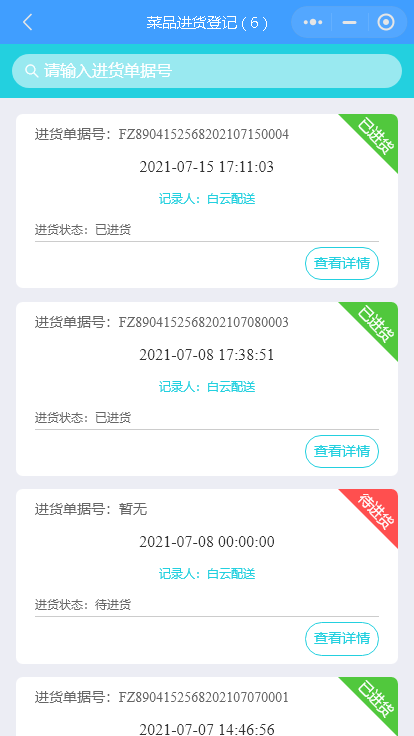 菜品进货登记 ( 6 )
请输入进货单据号
进货单据号：FZ8904152568202107150004
已进货
2021-07-15 17:11:03
记录人：白云配送
进货状态：已进货
查看详情
进货单据号：FZ8904152568202107080003
已进货
2021-07-08 17:38:51
记录人：白云配送
进货状态：已进货
查看详情
进货单据号：暂无
待进货
2021-07-08 00:00:00
记录人：白云配送
进货状态：待进货
查看详情
进货单据号：FZ8904152568202107070001
已进货
2021-07-07 14:46:56